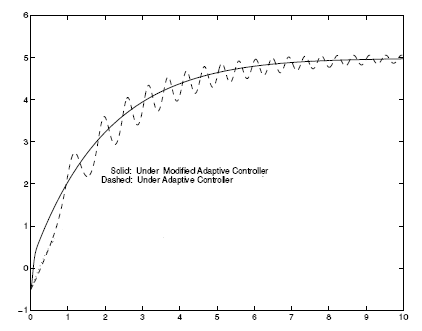 6
5
4
3
2
1
0
-1
Solid: Under Modified Adaptive Controller
Dashed: Under Adaptive Controller
0 1 2 3 4 5 6 7 8 9 10